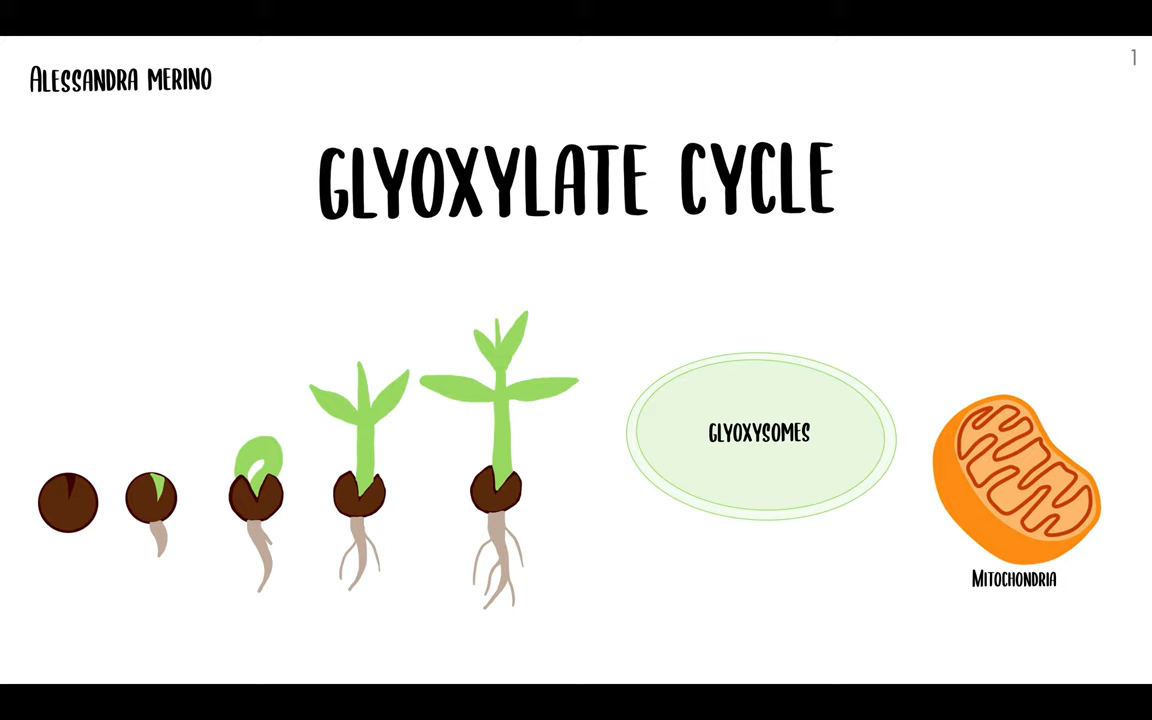 1
Alessandra Merino
GLYOXYLATE CYCLE
GLYOXYSOMES
Mitochondria